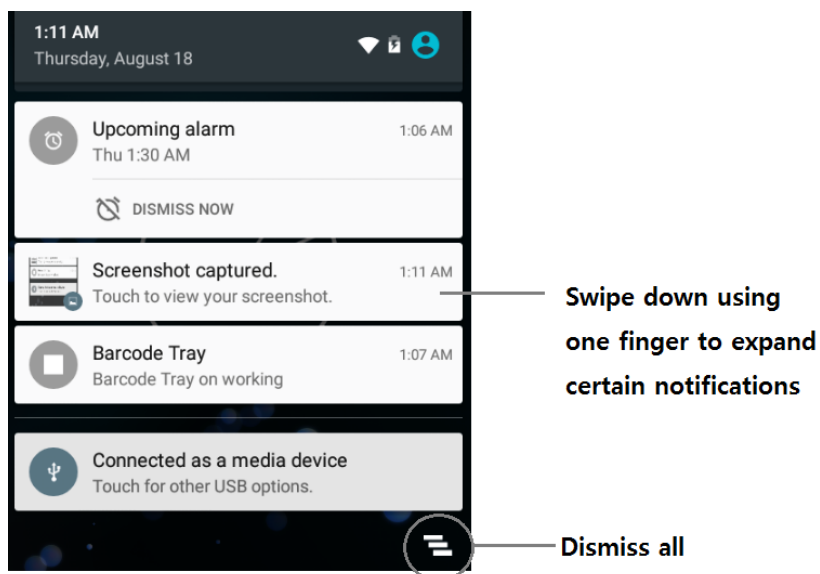 1:11 AM
Thursday, August 18
Upcoming alarm 1:06 AM
Thu 1:30 AM
DISMISS NOW
Screenshot captured. 1:11 AM
Touch to view your screenshot.
Swipe down using
one finger to expand
certain notifications
Barcode Tray 1:07 AM
Barcode Tray on working
Connected as a media device
Touch for other USB options.
Dismiss all